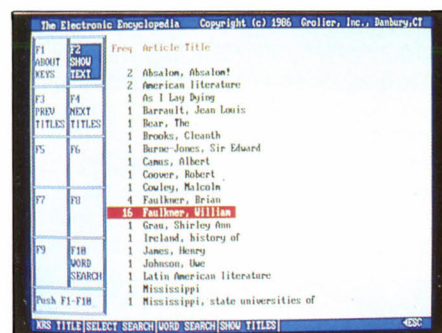 The Electronic Encyclopedia Copyright (c) 1986 Grolier, Inc., Danbury,CT
F1 ABOUT KEYS
F2 SHOW TEXT
F3 PREV TITLES
F4 NEXT TITLES
F5
F6
F7
F8
F9
F10 WORD SEARCH
Push F1-F10
Freq Article Title
2 Absalom, Absalom!
2 American literature
1 As I Lay Dying
1 Barrault, Jean Louis
1 Bear, The
1 Brooks, Cleanth
1 Burne-Jones, Sir Edward
1 Camus, Albert
1 Coover, Robert
1 Cowley, Malcolm
4 Faulkner, Brian
16 Faulkner, William
1 Grau, Shirley Ann
1 Ireland, history of
1 James, Henry
1 Johnson, Uwe
1 Latin American literature
1 Mississippi
1 Mississippi, state universities of
KRS TITLE SELECT SEARCH WORD SEARCH SHOW TITLES ◄ESC